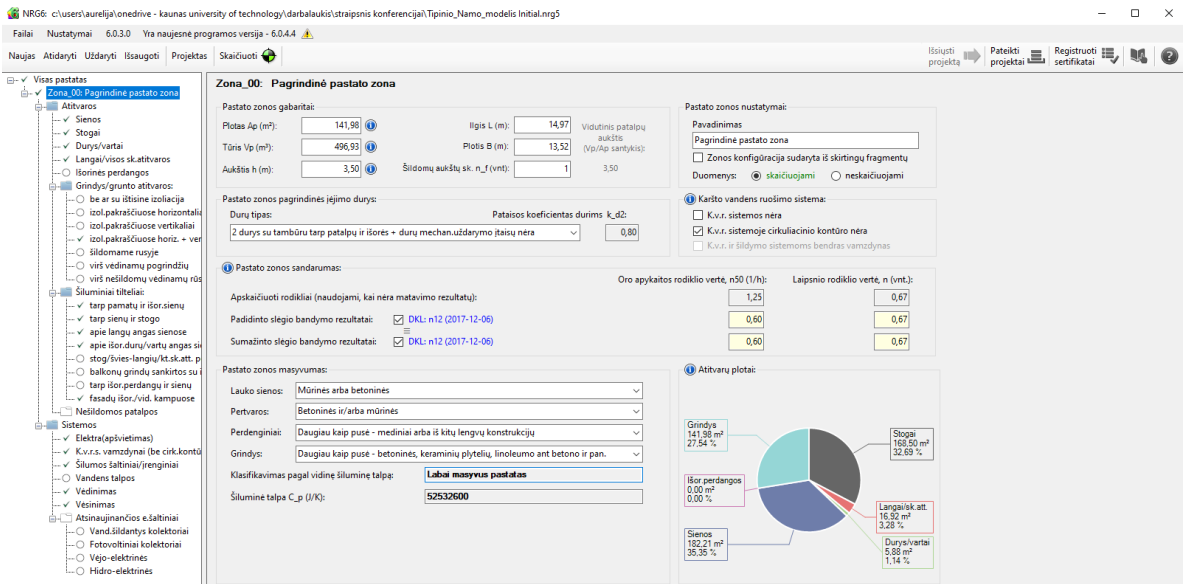 NRG6: c:\users\aurelija\onedrive - kaunas university of technology\darbalaukis\straipsnis konferencijai\Tipinio_Namo_modelis Initial.nrg5
Failai Nustatymai 6.0.3.0 Yra naujesnė programos versija - 6.0.4.4
Naujas Atidaryti Uždaryti Išsaugoti Projektas Skaičiuoti
Išsiųsti projektą
Pateikti projektai
Registruoti sertifikatai
Visas pastatas
Zona_00: Pagrindinė pastato zona
Atitvaros
Sienos
Stogai
Durys/vartai
Langai/visos sk.atitvaros
Išorinės perdangos
Grindys/grunto atitvaros:
be ar su ištisine izoliacija
izol.pakraščiuose horizontalia
izol.pakraščiuose vertikaliai
izol.pakraščiuose horiz. + ver
šildomame rusyje
virš vėdinamų pogrindžių
virš nešildomų vėdinamų rūs
Šiluminiai tilteliai:
tarp pamatų ir išor.sienų
tarp sienų ir stogo
apie langų angas sienose
apie išor.durų/vartų angas si
stog/švies-langių/kt.sk.att. p
balkonų grindų sankirtos su i
tarp išor.perdangų ir sienų
fasadų išor./vid. kampuose
Nešildomos patalpos
Sistemos
Elektra(apšvietimas)
K.v.r.s. vamzdynai (be cirk.kontū
Šilumos šaltiniai/įrenginiai
Vandens talpos
Vėdinimas
Vėsinimas
Atsinaujinančios e.šaltiniai
Vand.šildantys kolektoriai
Fotovoltiniai kolektoriai
Vėjo-elektrinės
Hidro-elektrinės
Zona_00: Pagrindinė pastato zona
Pastato zonos gabaritai:
Plotas Ap (m²): 141,98 Ilgis L (m): 14,97 Vidutinis patalpų aukštis (Vp/Ap santykis):
Tūris Vp (m³): 496,93 Plotis B (m): 13,52
Aukštis h (m): 3,50 Šildomų aukštų sk. n_f (vnt): 1 3,50
Pastato zonos nustatymai:
Pavadinimas
Pagrindinė pastato zona
Zonos konfigūracija sudaryta iš skirtingų fragmentų
Duomenys: skaičiuojami neskaičiuojami
Pastato zonos pagrindinės įėjimo durys:
Durų tipas: Pataisos koeficientas durims k_d2:
2 durys su tambūru tarp patalpų ir išorės + durų mechan.uždarymo įtaisų nėra 0,80
Karšto vandens ruošimo sistema:
K.v.r. sistemos nėra
K.v.r. sistemoje cirkuliacinio kontūro nėra
K.v.r. ir šildymo sistemoms bendras vamzdynas
Pastato zonos sandarumas:
Oro apykaitos rodiklio vertė, n50 (1/h): Laipsnio rodiklio vertė, n (vnt.):
Apskaičiuoti rodikliai (naudojami, kai nėra matavimo rezultatų): 1,25 0,67
Padidinto slėgio bandymo rezultatai: DKL: n12 (2017-12-06) 0,60 0,67
Sumažinto slėgio bandymo rezultatai: DKL: n12 (2017-12-06) 0,60 0,67
Pastato zonos masyvumas:
Lauko sienos: Mūrinės arba betoninės
Pertvaros: Betoninės ir/arba mūrinės
Perdenginiai: Daugiau kaip pusė - mediniai arba iš kitų lengvų konstrukcijų
Grindys: Daugiau kaip pusė - betoninės, keraminių plytelių, linoleumo ant betono ir pan.
Klasifikavimas pagal vidinę šiluminę talpą: Labai masyvus pastatas
Šiluminė talpa C_p (J/K): 52532600
Atitvarų plotai:
Grindys
141,98 m²
27,54 %
Stogai
168,50 m²
32,69 %
Išor.perdangos
0,00 m²
0,00 %
Langai/sk.att.
16,92 m²
3,28 %
Sienos
182,21 m²
35,35 %
Durys/vartai
5,88 m²
1,14 %